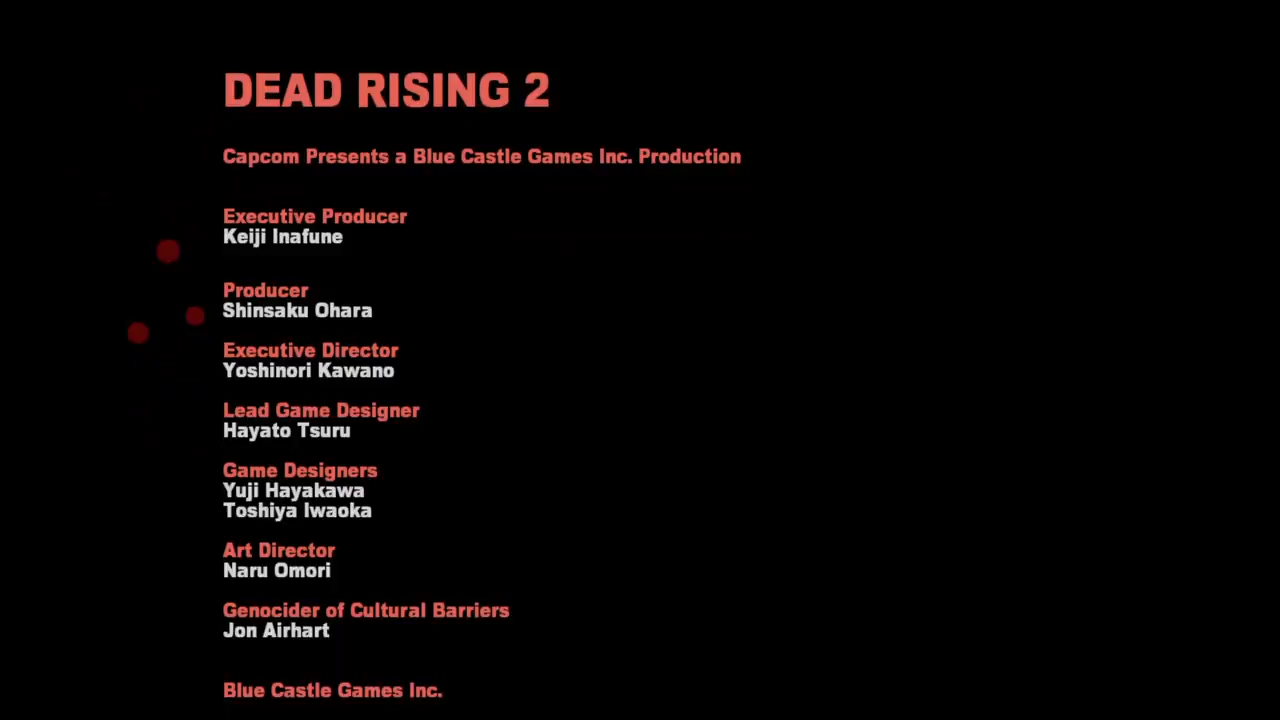 DEAD RISING 2
Capcom Presents a Blue Castle Games Inc. Production
Executive Producer
Keiji Inafune
Producer
Shinsaku Ohara
Executive Director
Yoshinori Kawano
Lead Game Designer
Hayato Tsuru
Game Designers
Yuji Hayakawa
Toshiya Iwaoka
Art Director
Naru Omori
Genocider of Cultural Barriers
Jon Airhart
Blue Castle Games Inc.